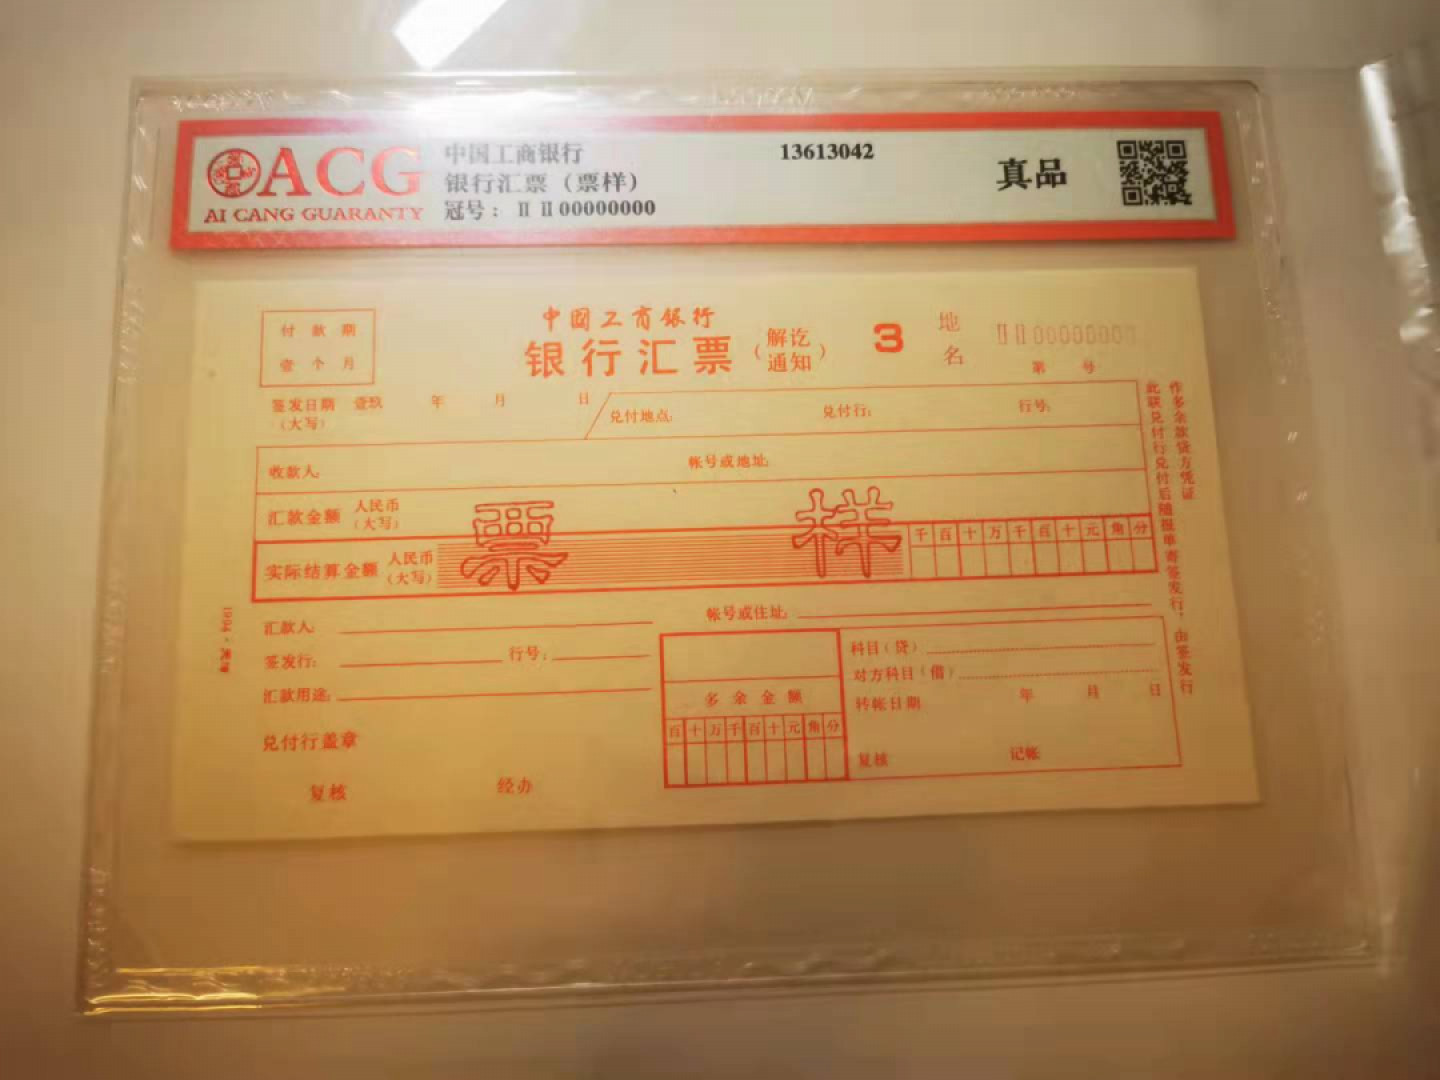 ACG
AI CANG GUARANTY
中国工商银行
银行汇票（票样）
冠号：ⅡⅡ00000000
13613042
真品
付款期
壹个月
中国工商银行
银行汇票（解讫通知）
3
地名
ⅡⅡ00000000
第 号
签发日期（大写） 壹玖 年 月 日
兑付地点: 兑付行: 行号:
收款人: 帐号或地址:
汇款金额 人民币（大写）
票样
实际结算金额 人民币（大写）
千百十万千百十元角分
汇款人: 帐号或住址:
签发行: 行号:
汇款用途:
兑付行盖章
复核 经办
多余金额
百十万千百十元角分
科目（贷）
对方科目（借）
转帐日期 年 月 日
复核 记帐
此联兑付行兑付后随报单寄签发行，由签发行
作多余款贷方凭证
1994